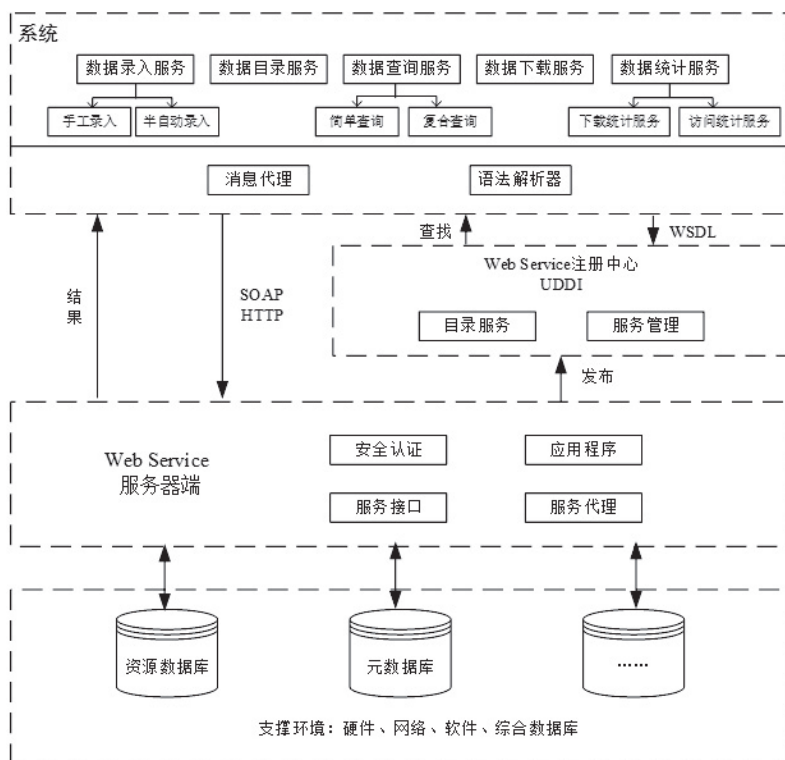 系统
数据录入服务 数据目录服务 数据查询服务 数据下载服务 数据统计服务
手工录入 半自动录入 简单查询 复合查询 下载统计服务 访问统计服务
消息代理 语法解析器
查找 WSDL
Web Service注册中心
UDDI
结果
SOAP
HTTP
目录服务 服务管理
发布
Web Service
服务器端
安全认证 应用程序
服务接口 服务代理
资源数据库 元数据库 ……
支撑环境：硬件、网络、软件、综合数据库